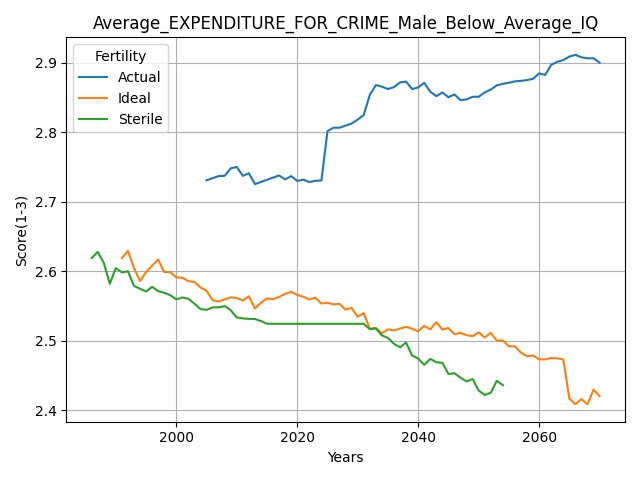 Average_EXPENDITURE_FOR_CRIME_Male_Below_Average_IQ
Fertility
Actual
Ideal
Sterile
Score(1-3)
2.9
2.8
2.7
2.6
2.5
2.4
2000 2020 2040 2060
Years